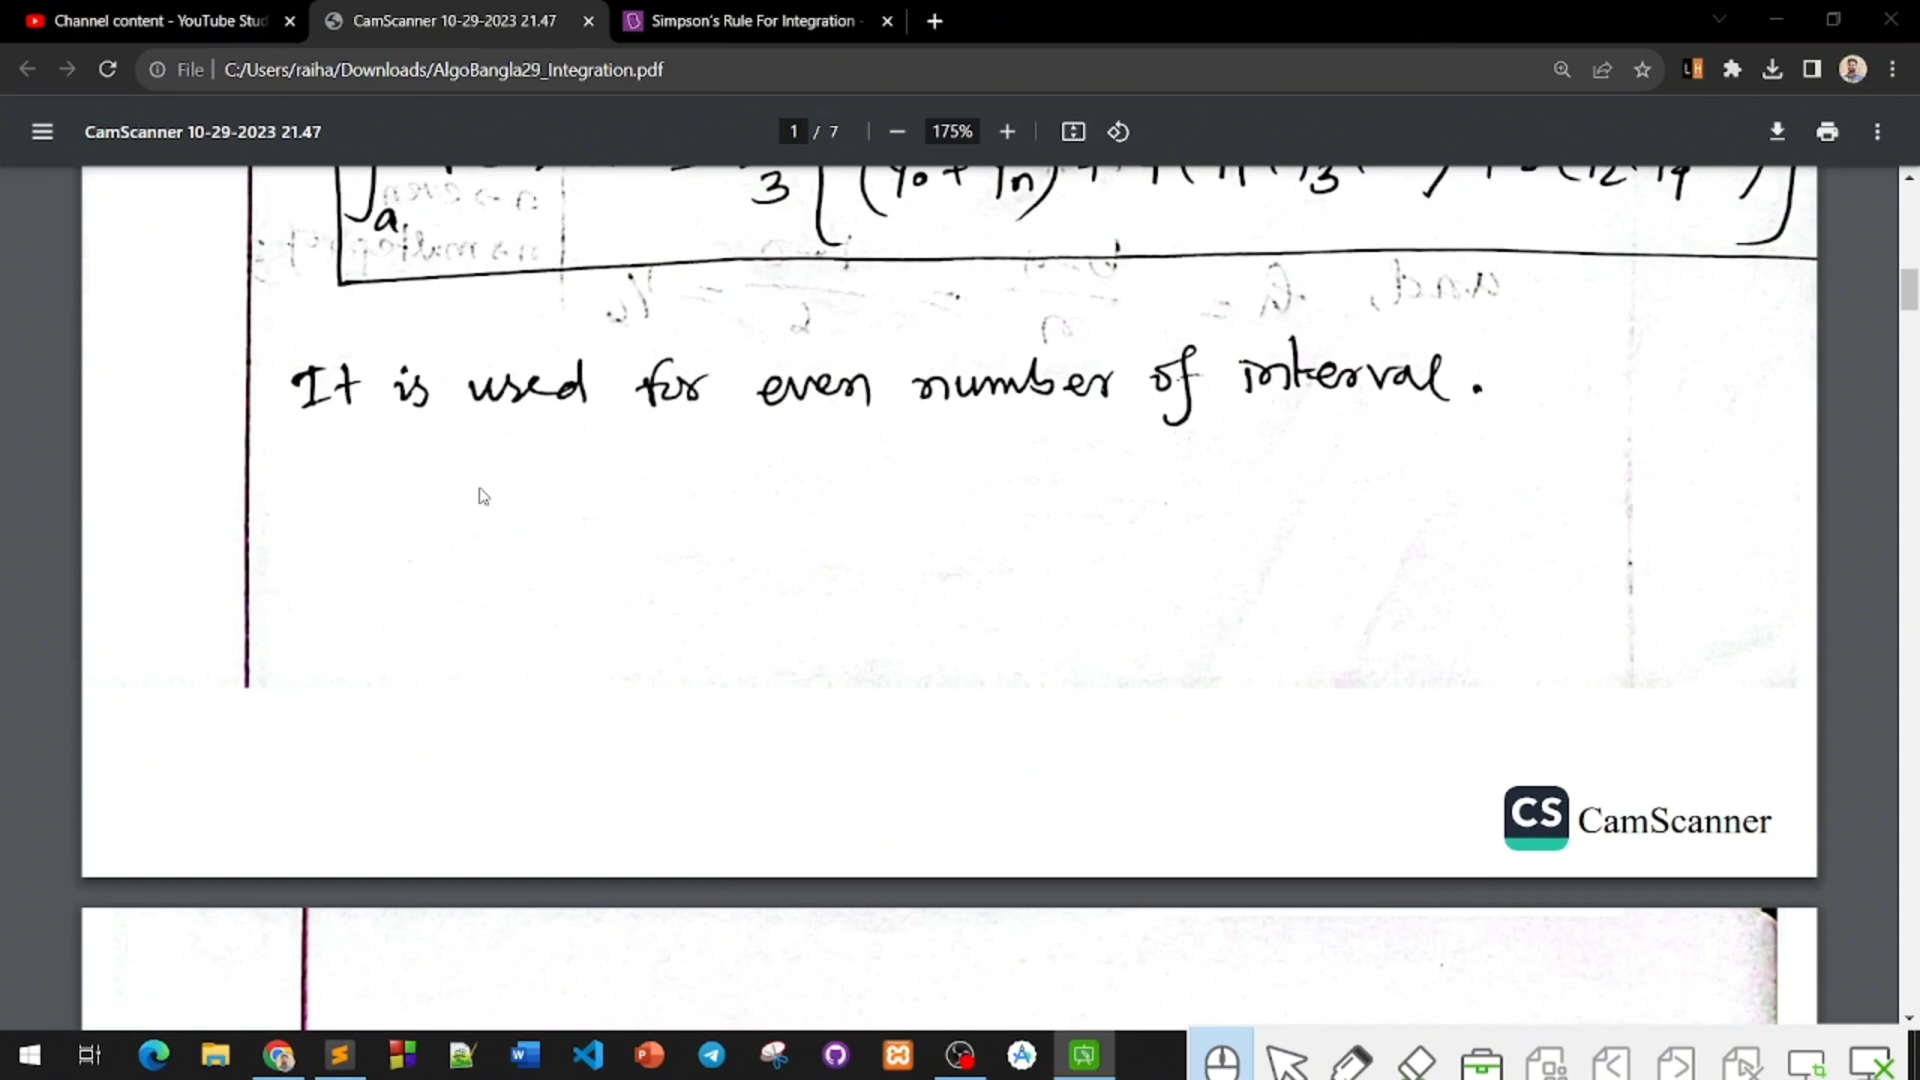 Channel content - YouTube Stud
CamScanner 10-29-2023 21.47
Simpson's Rule For Integration -
File
C:/Users/raiha/Downloads/AlgoBangla29_Integration.pdf
CamScanner 10-29-2023 21.47
1 / 7
175%
a
3
It is used for even number of interval.
CS CamScanner